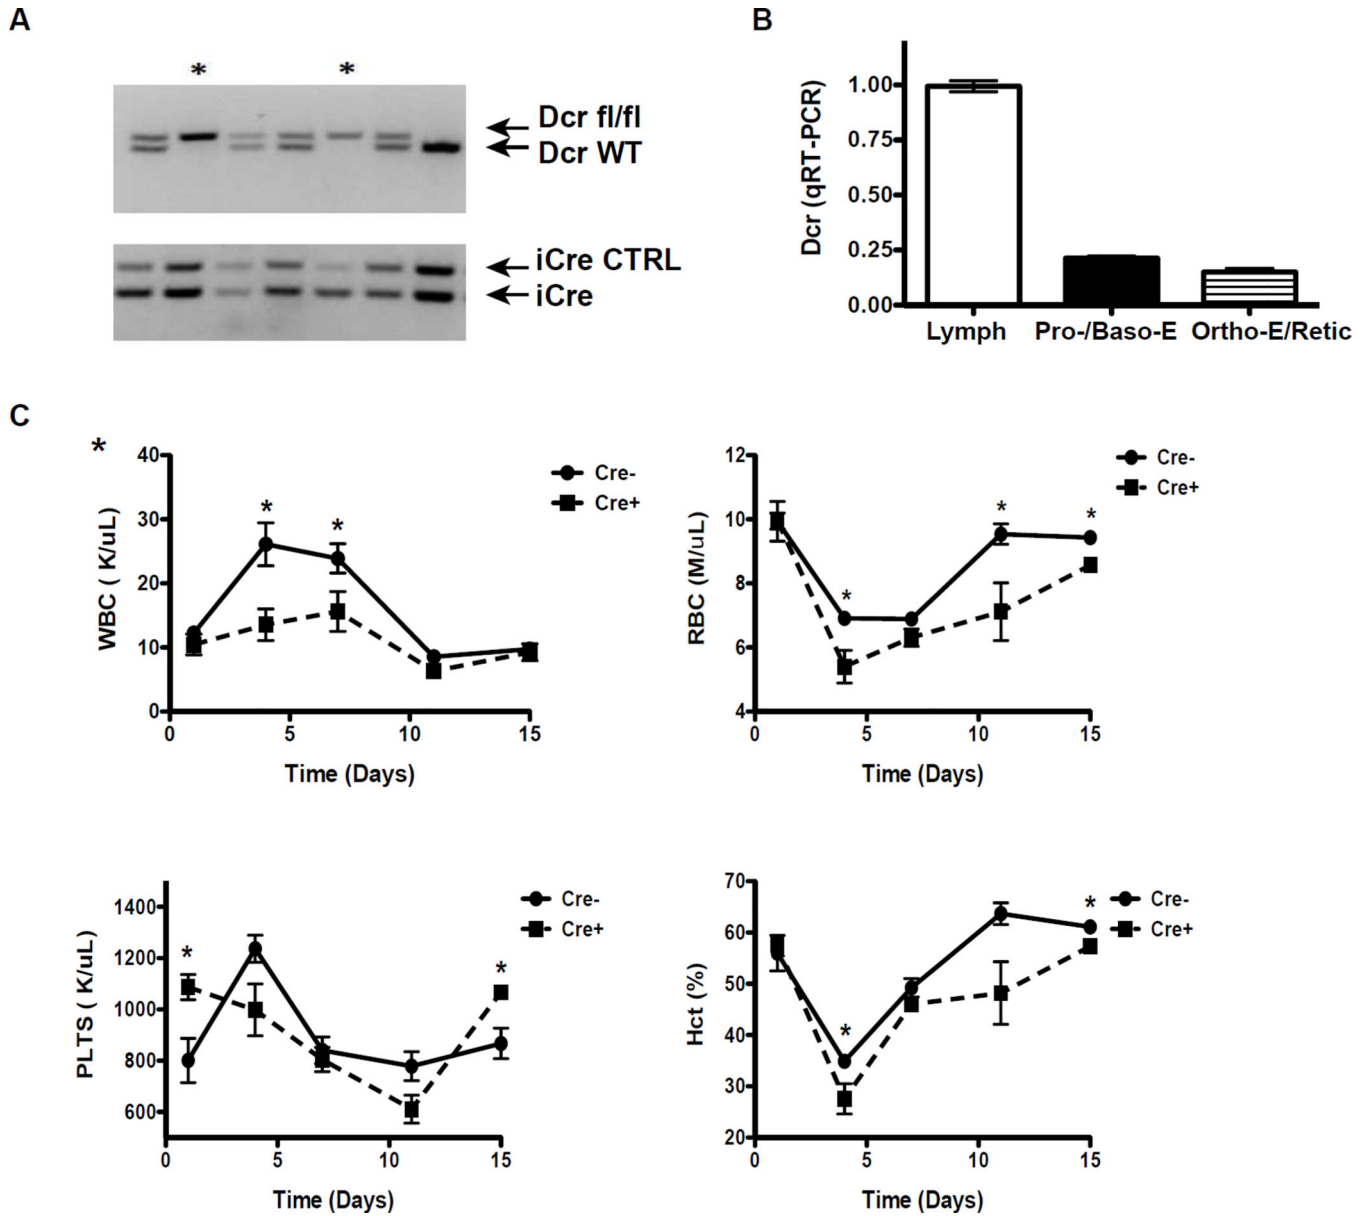 A
* *
Dcr fl/fl
Dcr WT
iCre CTRL
iCre
B
Dcr (qRT-PCR)
1.00
0.75
0.50
0.25
0.00
Lymph Pro-/Baso-E Ortho-E/Retic
C
*
WBC ( K/uL)
40
30
20
10
0
0 5 10 15
Time (Days)
* *
Cre-
Cre+
RBC (M/uL)
12
10
8
6
4
0 5 10 15
Time (Days)
* * *
Cre-
Cre+
PLTS ( K/uL)
1400
1200
1000
800
600
0 5 10 15
Time (Days)
* *
Cre-
Cre+
Hct (%)
70
60
50
40
30
20
0 5 10 15
Time (Days)
* *
Cre-
Cre+